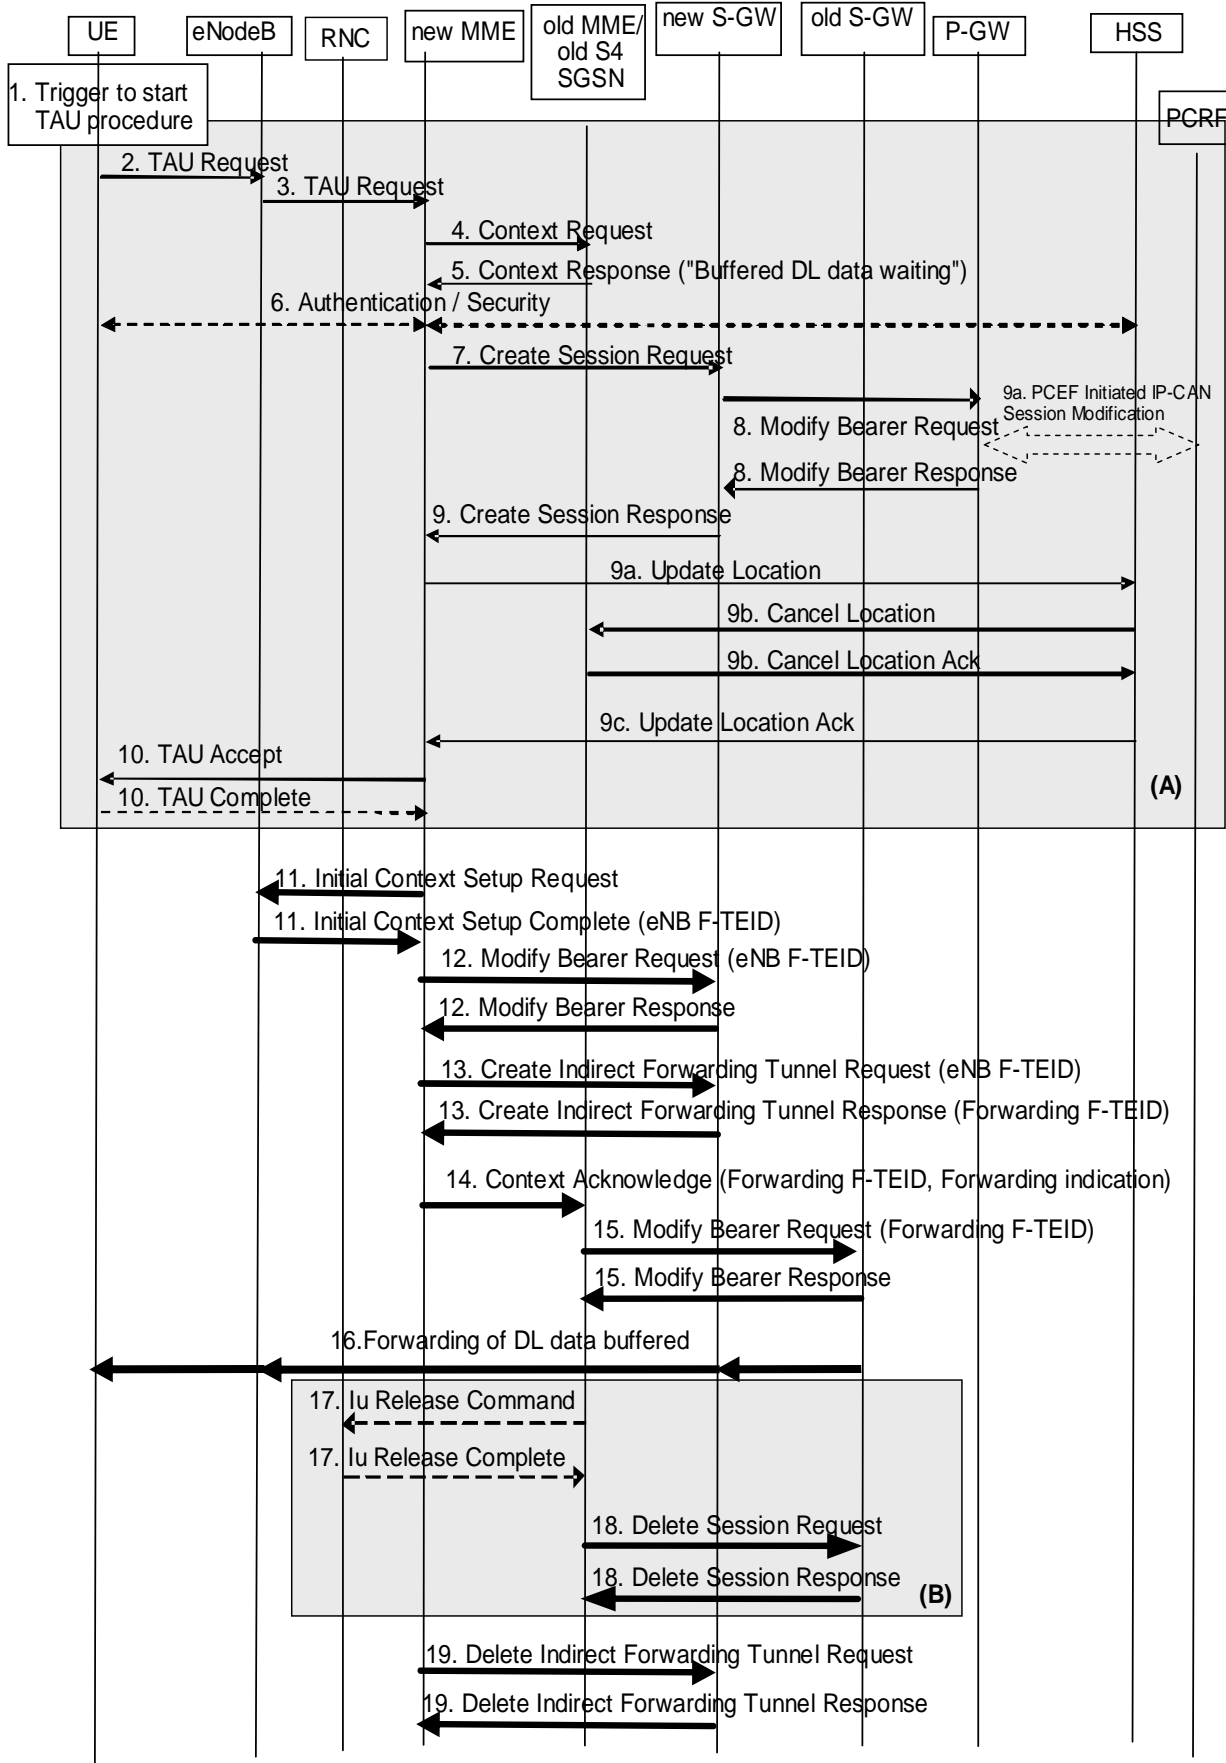 UE
eNodeB
RNC
new MME
old MME/
old S4
SGSN
new S-GW
old S-GW
P-GW
HSS
PCRF
1. Trigger to start
TAU procedure
2. TAU Request
3. TAU Request
4. Context Request
5. Context Response ("Buffered DL data waiting")
6. Authentication / Security
7. Create Session Request
9a. PCEF Initiated IP-CAN
Session Modification
8. Modify Bearer Request
8. Modify Bearer Response
9. Create Session Response
9a. Update Location
9b. Cancel Location
9b. Cancel Location Ack
9c. Update Location Ack
10. TAU Accept
10. TAU Complete
(A)
11. Initial Context Setup Request
11. Initial Context Setup Complete (eNB F-TEID)
12. Modify Bearer Request (eNB F-TEID)
12. Modify Bearer Response
13. Create Indirect Forwarding Tunnel Request (eNB F-TEID)
13. Create Indirect Forwarding Tunnel Response (Forwarding F-TEID)
14. Context Acknowledge (Forwarding F-TEID, Forwarding indication)
15. Modify Bearer Request (Forwarding F-TEID)
15. Modify Bearer Response
16.Forwarding of DL data buffered
17. Iu Release Command
17. Iu Release Complete
18. Delete Session Request
18. Delete Session Response
(B)
19. Delete Indirect Forwarding Tunnel Request
19. Delete Indirect Forwarding Tunnel Response